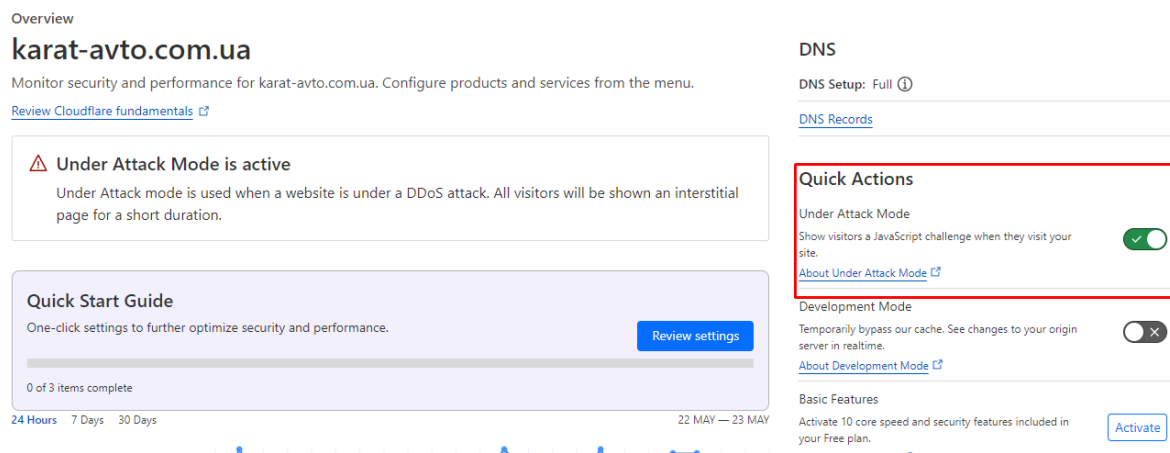 Overview
karat-avto.com.ua
Monitor security and performance for karat-avto.com.ua. Configure products and services from the menu.
Review Cloudflare fundamentals
Under Attack Mode is active
Under Attack mode is used when a website is under a DDoS attack. All visitors will be shown an interstitial
page for a short duration.
Quick Start Guide
One-click settings to further optimize security and performance.
Review settings
0 of 3 items complete
24 Hours 7 Days 30 Days
22 MAY — 23 MAY
DNS
DNS Setup: Full
DNS Records
Quick Actions
Under Attack Mode
Show visitors a JavaScript challenge when they visit your
site.
About Under Attack Mode
Development Mode
Temporarily bypass our cache. See changes to your origin
server in realtime.
About Development Mode
Basic Features
Activate 10 core speed and security features included in
your Free plan.
Activate